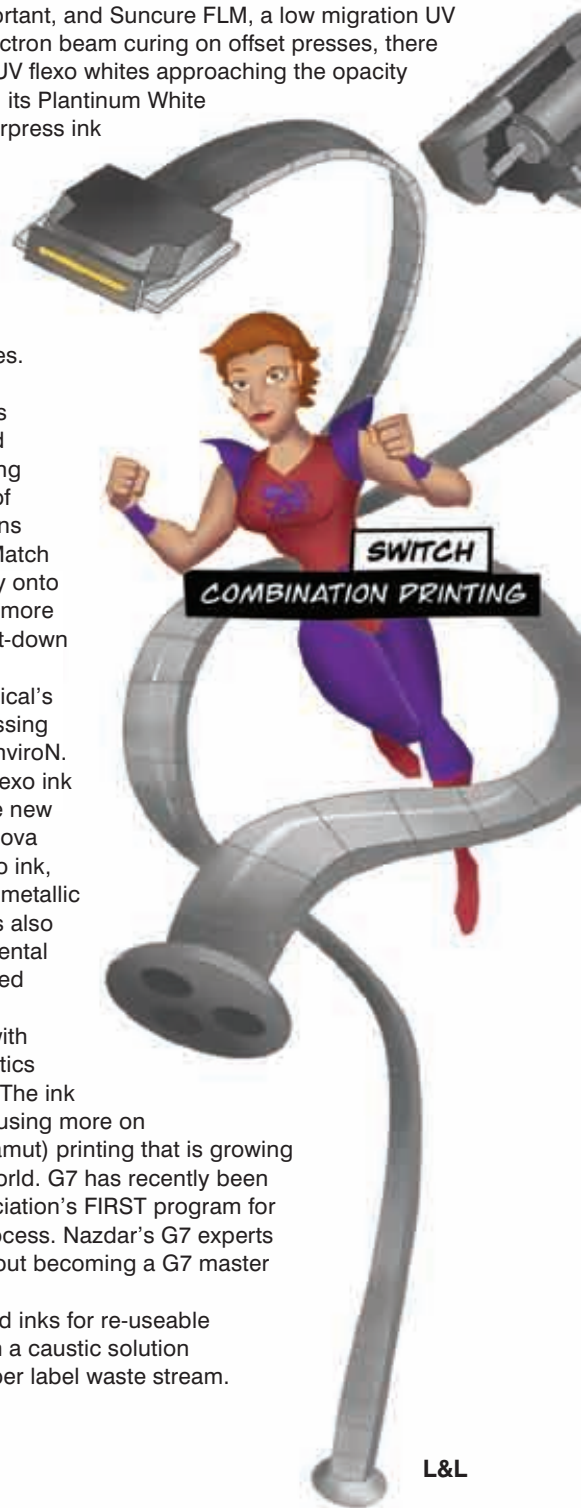 ortant, and Suncure FLM, a low migration UV
ctron beam curing on offset presses, there
UV flexo whites approaching the opacity
its Plantinum White
rpress ink
es.
s
d
ng
of
ns
Match
y onto
more
t-down
ical's
ssing
nviroN.
exo ink
e new
ova
o ink,
metallic
s also
ental
ed
with
tics
The ink
using more on
amut) printing that is growing
orld. G7 has recently been
ciation's FIRST program for
ocess. Nazdar's G7 experts
out becoming a G7 master
d inks for re-useable
n a caustic solution
per label waste stream.
SWITCH
COMBINATION PRINTING
L&L